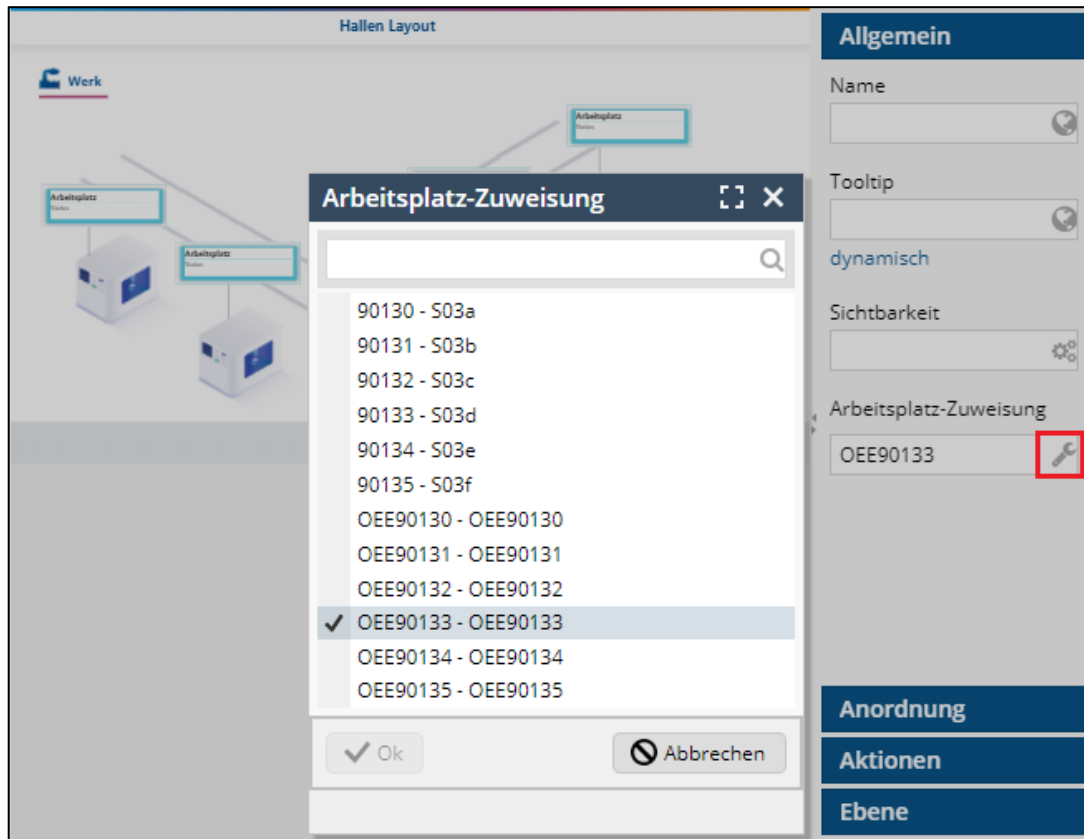 Hallen Layout
Werk
Arbeitsplatz
Arbeitsplatz
Arbeitsplatz
Arbeitsplatz-Zuweisung
90130 - S03a
90131 - S03b
90132 - S03c
90133 - S03d
90134 - S03e
90135 - S03f
OEE90130 - OEE90130
OEE90131 - OEE90131
OEE90132 - OEE90132
OEE90133 - OEE90133
OEE90134 - OEE90134
OEE90135 - OEE90135
Ok
Abbrechen
Allgemein
Name
Tooltip
dynamisch
Sichtbarkeit
Arbeitsplatz-Zuweisung
OEE90133
Anordnung
Aktionen
Ebene